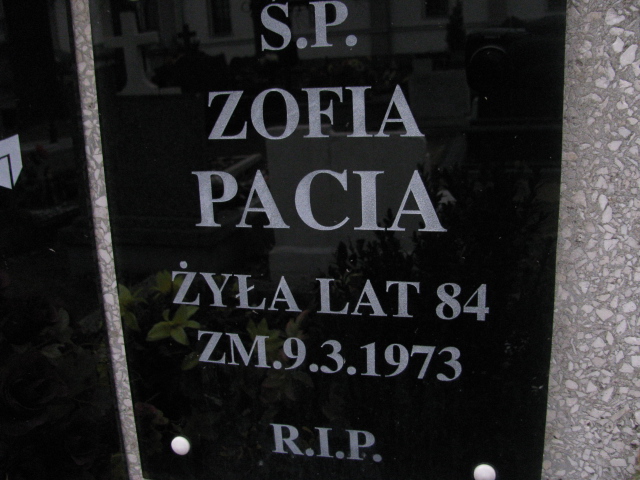 Ś.P.
ZOFIA
PACIA
ŻYŁA LAT 84
ZM.9.3.1973
R.I.P.